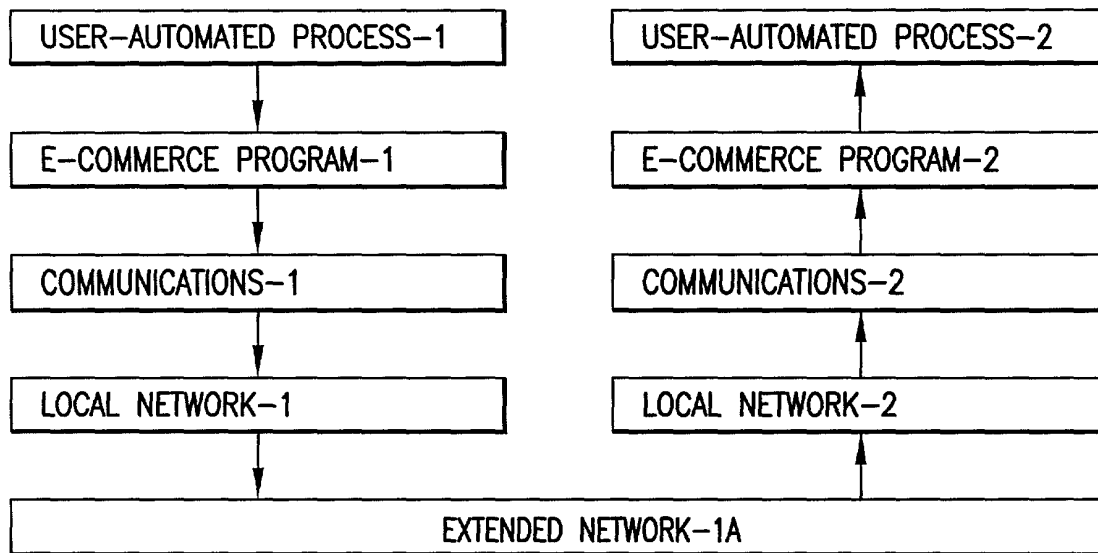 USER-AUTOMATED PROCESS-1
USER-AUTOMATED PROCESS-2
E-COMMERCE PROGRAM-1
E-COMMERCE PROGRAM-2
COMMUNICATIONS-1
COMMUNICATIONS-2
LOCAL NETWORK-1
LOCAL NETWORK-2
EXTENDED NETWORK-1A